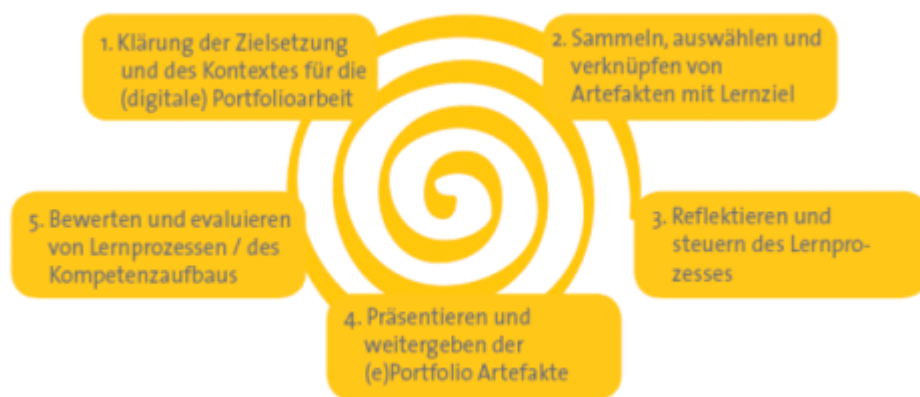 1. Klärung der Zielsetzung
und des Kontextes für die
(digitale) Portfolioarbeit
2. Sammeln, auswählen und
verknüpfen von
Artefakten mit Lernziel
3. Reflektieren und
steuern des Lernpro-
zesses
4. Präsentieren und
weitergeben der
(e)Portfolio Artefakte
5. Bewerten und evaluieren
von Lernprozessen / des
Kompetenzaufbaus